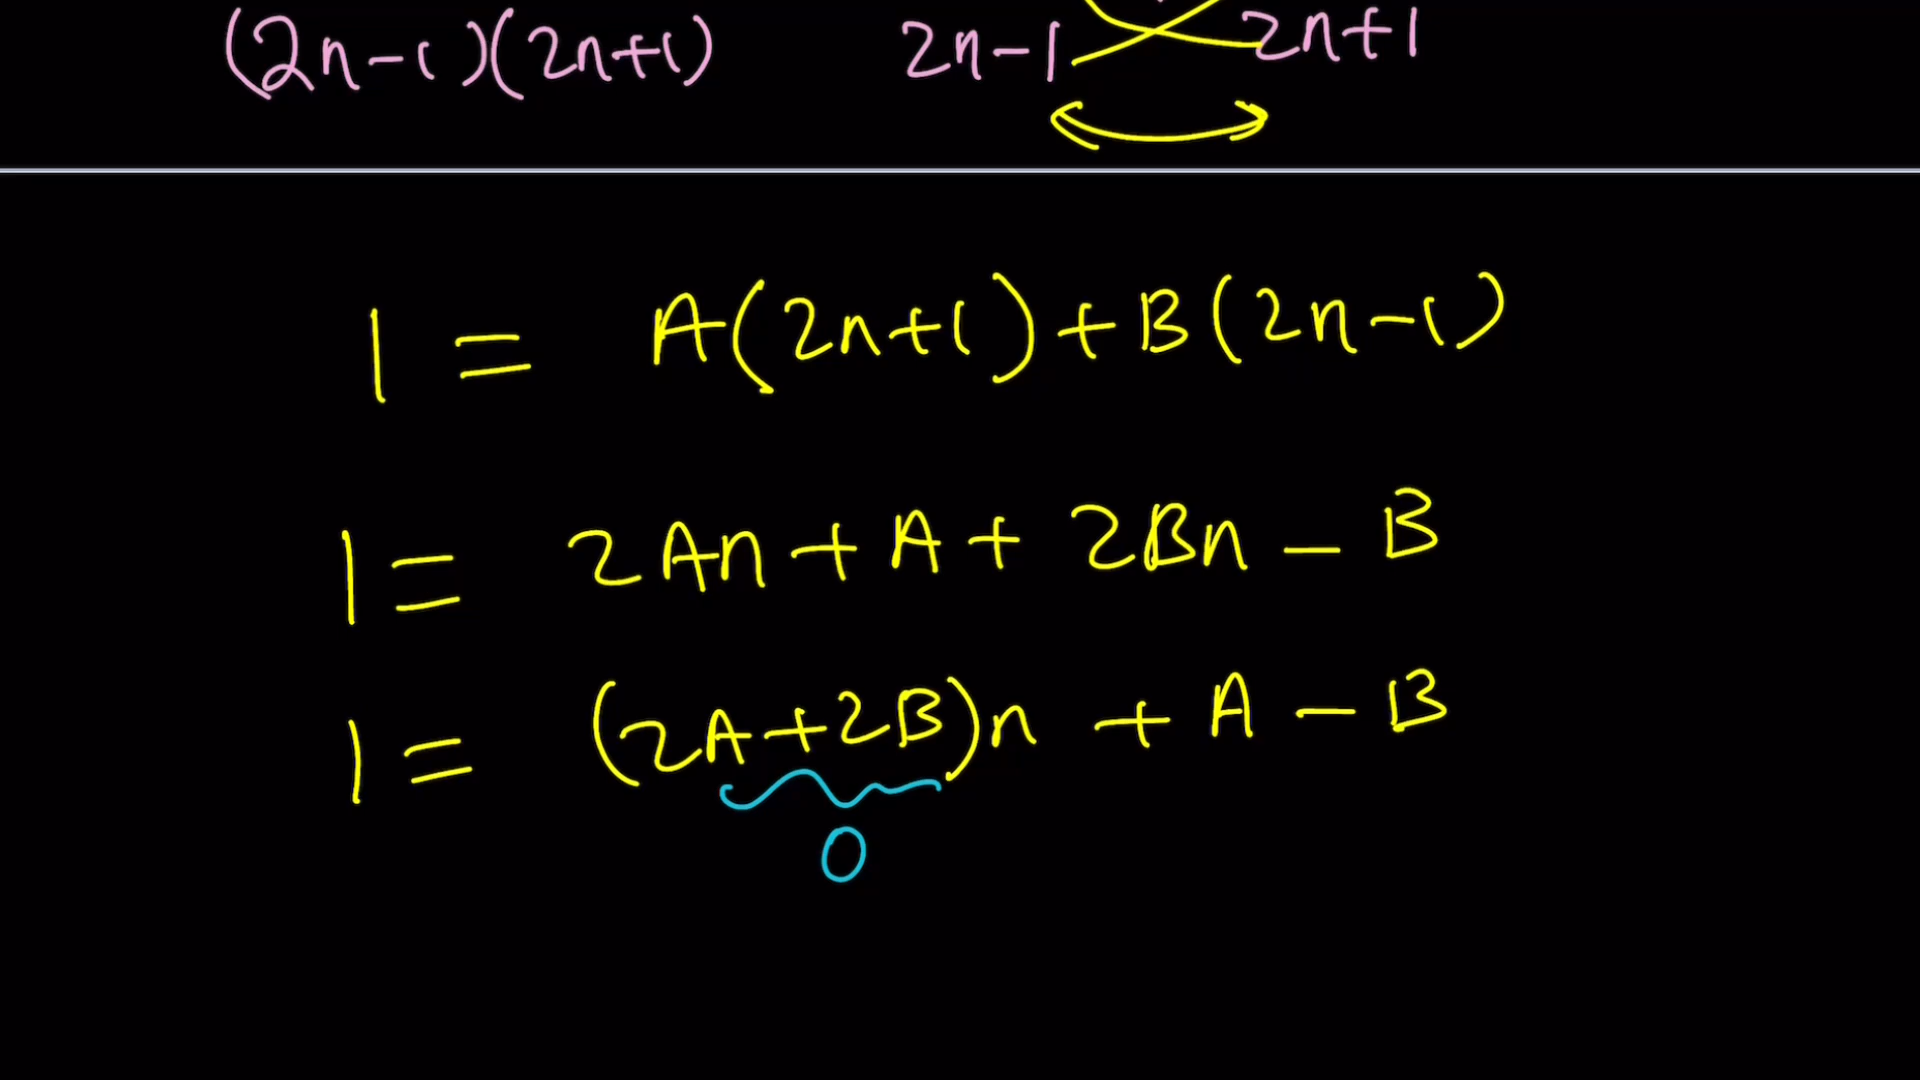 (2n-1)(2n+1) 2n-1 2n+1
1 = A(2n+1)+B(2n-1)
1 = 2An + A + 2Bn - B
1 = (2A+2B)n + A - B
0